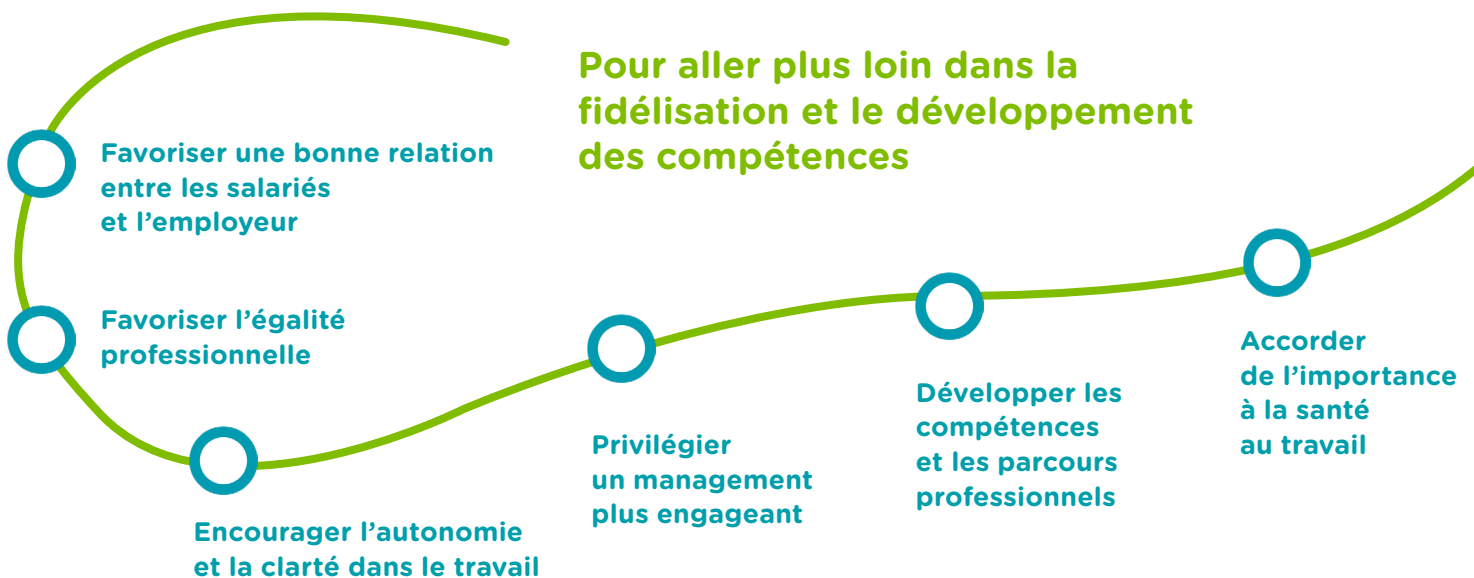 Pour aller plus loin dans la
fidélisation et le développement
des compétences
Favoriser une bonne relation
entre les salariés
et l’employeur
Favoriser l’égalité
professionnelle
Encourager l’autonomie
et la clarté dans le travail
Privilégier
un management
plus engageant
Développer les
compétences
et les parcours
professionnels
Accorder
de l’importance
à la santé
au travail